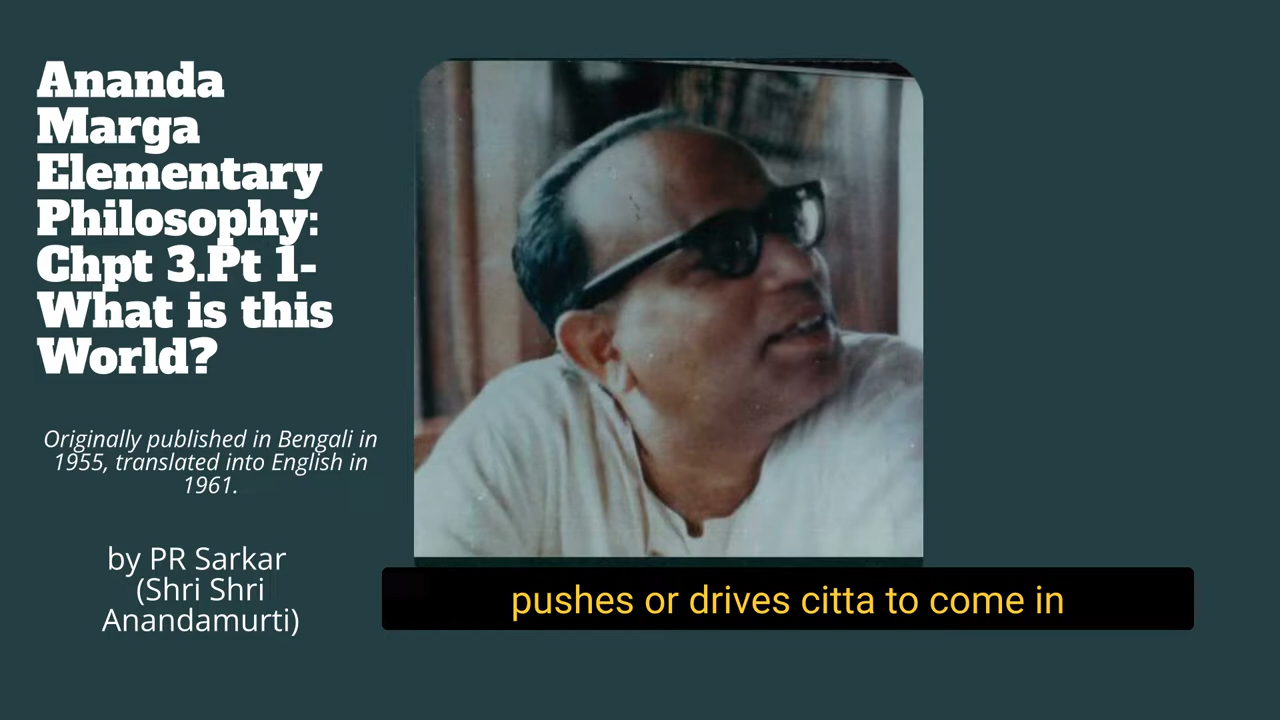 Ananda
Marga
Elementary
Philosophy:
Chpt 3.Pt 1-
What is this
World?
Originally published in Bengali in
1955, translated into English in
1961.
by PR Sarkar
(Shri Shri
Anandamurti)
pushes or drives citta to come in